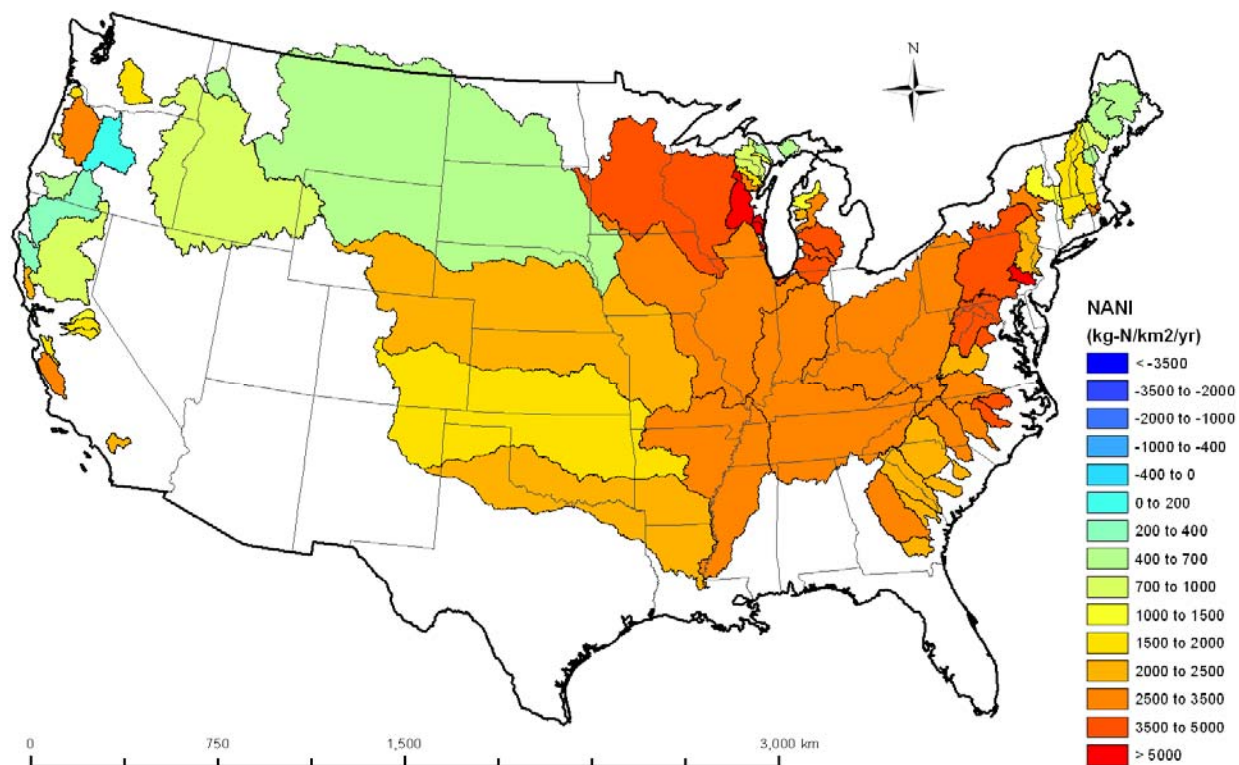 N
NANI
(kg-N/km2/yr)
< -3500
-3500 to -2000
-2000 to -1000
-1000 to -400
-400 to 0
0 to 200
200 to 400
400 to 700
700 to 1000
1000 to 1500
1500 to 2000
2000 to 2500
2500 to 3500
3500 to 5000
> 5000
0 750 1,500 3,000 km